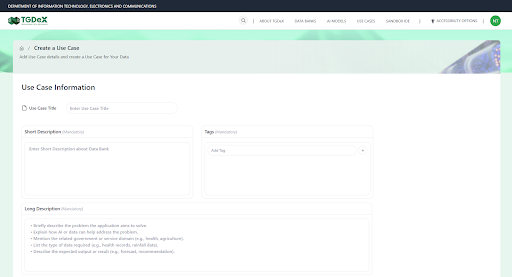 DEPARTMENT OF INFORMATION TECHNOLOGY, ELECTRONICS AND COMMUNICATIONS
TGDeX
ABOUT TGDeX
DATA BANKS
AI MODELS
USE CASES
SANDBOX IDE
ACCESSIBILITY OPTIONS
NT
/ Create a Use Case
Add Use Case details and create a Use Case for Your Data
Use Case Information
Use Case Title
Enter Use Case Title
Short Description (Mandatory)
Enter Short Description about Data Bank
Tags (Mandatory)
Add Tag
+
Long Description (Mandatory)
• Briefly describe the problem the application aims to solve.
• Explain how AI or data can help address the problem.
• Mention the related government or service domain (e.g., health, agriculture).
• List the type of data required (e.g., health records, rainfall data).
• Describe the expected output or result (e.g., forecast, recommendation).